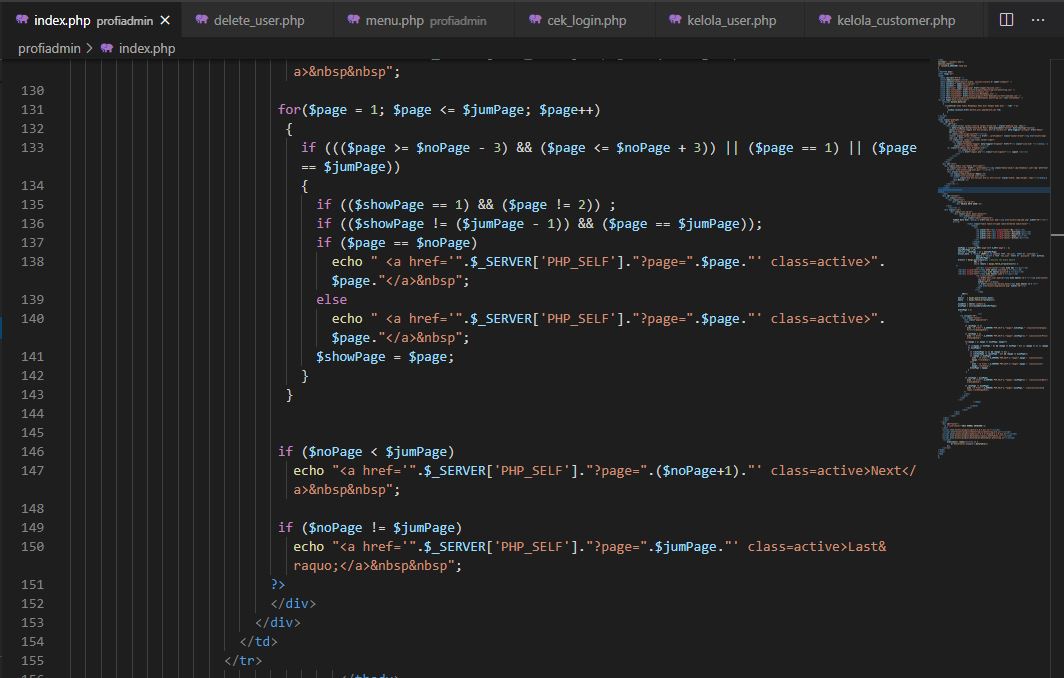 index.php profiadmin ×
delete_user.php
menu.php profiadmin
cek_login.php
kelola_user.php
kelola_customer.php
profiadmin > index.php
a>&nbsp&nbsp";
130
131 for($page = 1; $page <= $jumPage; $page++)
132 {
133 if ((($page >= $noPage - 3) && ($page <= $noPage + 3)) || ($page == 1) || ($page
== $jumPage))
134 {
135 if (($showPage == 1) && ($page != 2)) ;
136 if (($showPage != ($jumPage - 1)) && ($page == $jumPage));
137 if ($page == $noPage)
138 echo " <a href='".$_SERVER['PHP_SELF']."?page=".$page."' class=active>".
$page."</a>&nbsp";
139 else
140 echo " <a href='".$_SERVER['PHP_SELF']."?page=".$page."' class=active>".
$page."</a>&nbsp";
141 $showPage = $page;
142 }
143 }
144
145
146 if ($noPage < $jumPage)
147 echo "<a href='".$_SERVER['PHP_SELF']."?page=".($noPage+1)."' class=active>Next</
a>&nbsp&nbsp";
148
149 if ($noPage != $jumPage)
150 echo "<a href='".$_SERVER['PHP_SELF']."?page=".$jumPage."' class=active>Last&
raquo;</a>&nbsp&nbsp";
151 ?>
152 </div>
153 </div>
154 </td>
155 </tr>